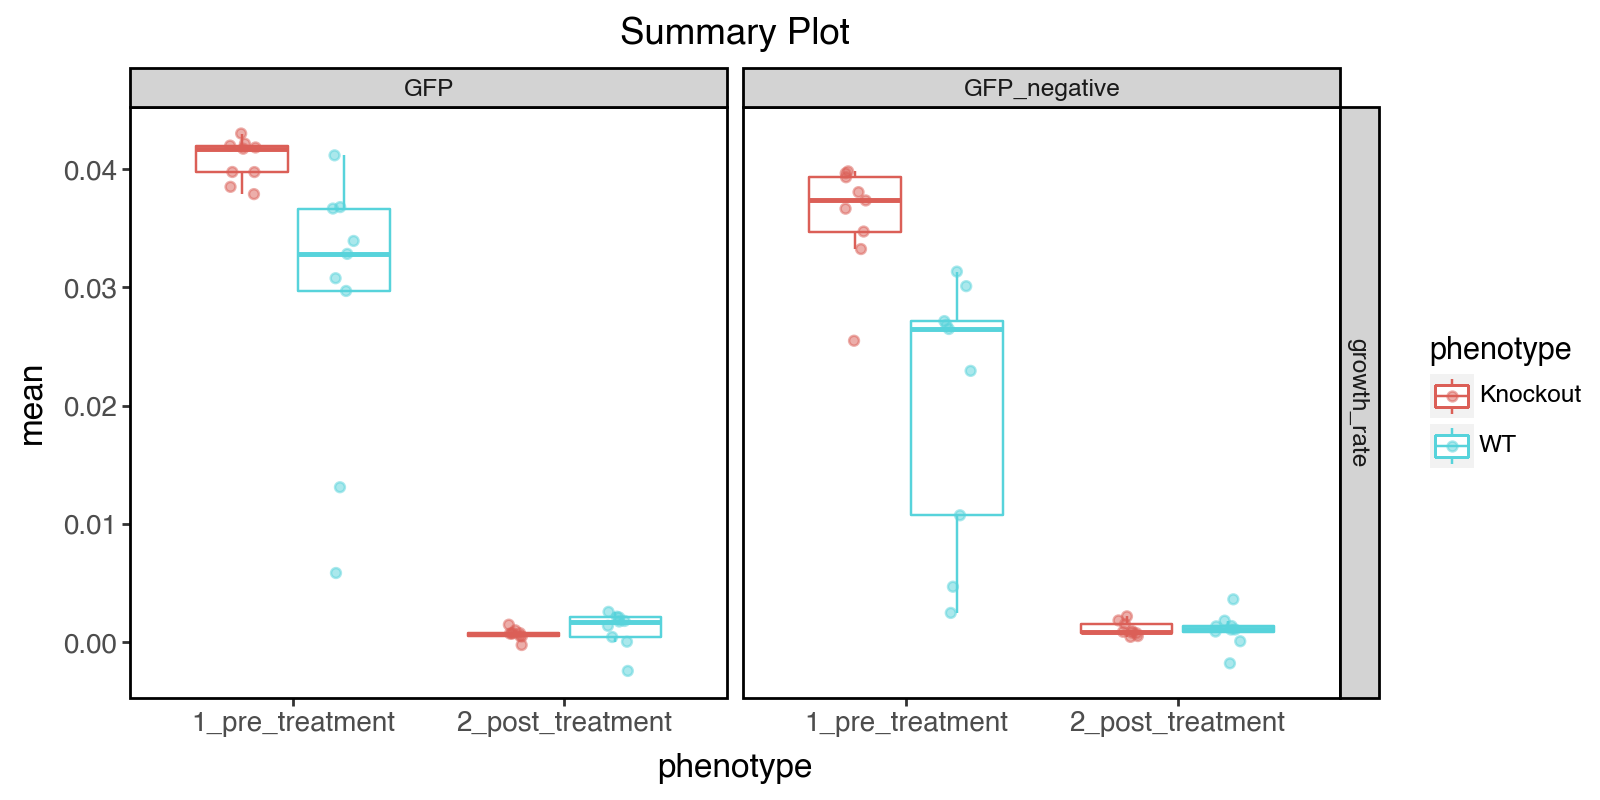 Summary Plot
GFP
GFP_negative
growth_rate
mean
0.04
0.03
0.02
0.01
0.00
1_pre_treatment
2_post_treatment
1_pre_treatment
2_post_treatment
phenotype
phenotype
Knockout
WT